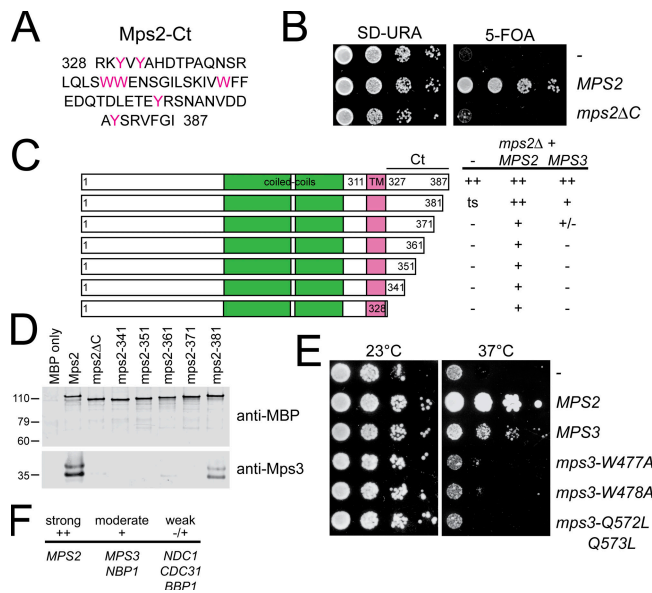 A
Mps2-Ct
328 RKYVYAHDTPAQNSR
LQLSWWENSGILSKIVWFF
EDQTDLETEYRSNANVDD
AYSRVFGI 387
B
SD-URA 5-FOA
-
MPS2
mps2ΔC
C
mps2Δ +
Ct - MPS2 MPS3
1 coiled-coils 311 TM 327 387 ++ ++ ++
1 381 ts ++ +
1 371 - + +/-
1 361 - + -
1 351 - + -
1 341 - + -
1 328 - + -
D
MBP only
Mps2
mps2ΔC
mps2-341
mps2-351
mps2-361
mps2-371
mps2-381
110
79
60
anti-MBP
35
anti-Mps3
E
23°C 37°C
-
MPS2
MPS3
mps3-W477A
mps3-W478A
mps3-Q572L
Q573L
F
strong moderate weak
++ + -/+
MPS2 MPS3 NDC1
NBP1 CDC31
BBP1